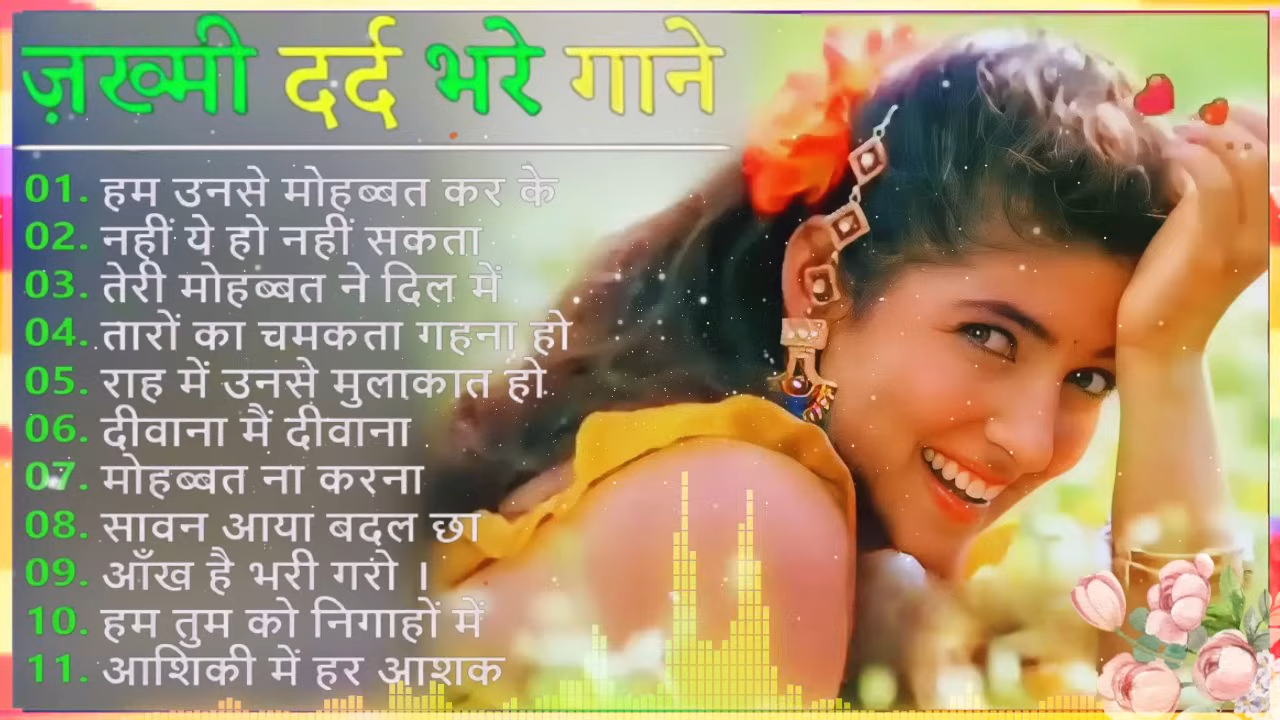 ज़ख्मी दर्द भरे गाने
01. हम उनसे मोहब्बत कर के
02. नहीं ये हो नहीं सकता
03. तेरी मोहब्बत ने दिल में
04. तारों का चमकता गहना हो
05. राह में उनसे मुलाकात हो
06. दीवाना मैं दीवाना
07. मोहब्बत ना करना
08. सावन आया बदल छा
09. आँख है भरी गरो ।
10. हम तुम को निगाहों में
11. आशिकी में हर आशक